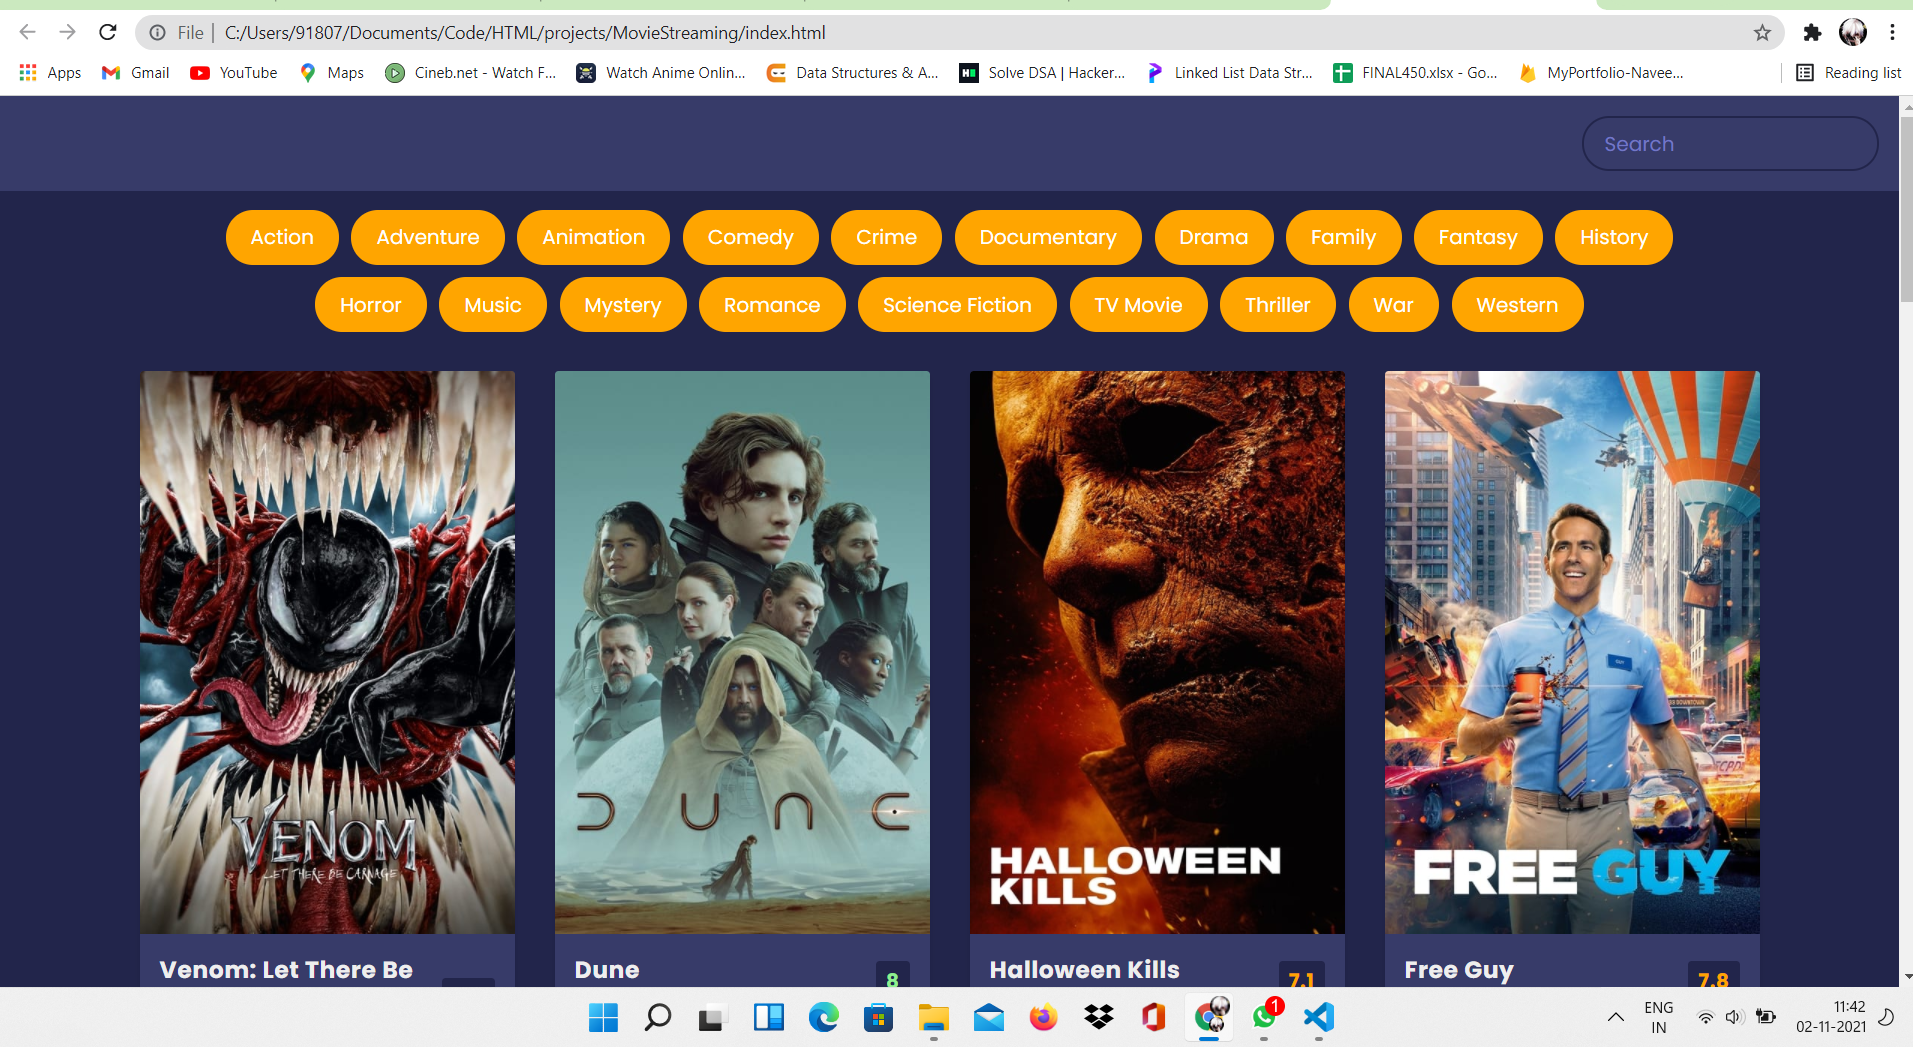 File | C:/Users/91807/Documents/Code/HTML/projects/MovieStreaming/index.html
Apps Gmail YouTube Maps Cineb.net - Watch F... Watch Anime Onlin... Data Structures & A... Solve DSA | Hacker... Linked List Data Str... FINAL450.xlsx - Go... MyPortfolio-Navee... Reading list
Search
Action Adventure Animation Comedy Crime Documentary Drama Family Fantasy History
Horror Music Mystery Romance Science Fiction TV Movie Thriller War Western
VENOM
LET THERE BE CARNAGE
DUNE
HALLOWEEN
KILLS
GUY
FREE GUY
Venom: Let There Be
Dune 8
Halloween Kills 7.1
Free Guy 7.8
1
ENG
IN
11:42
02-11-2021